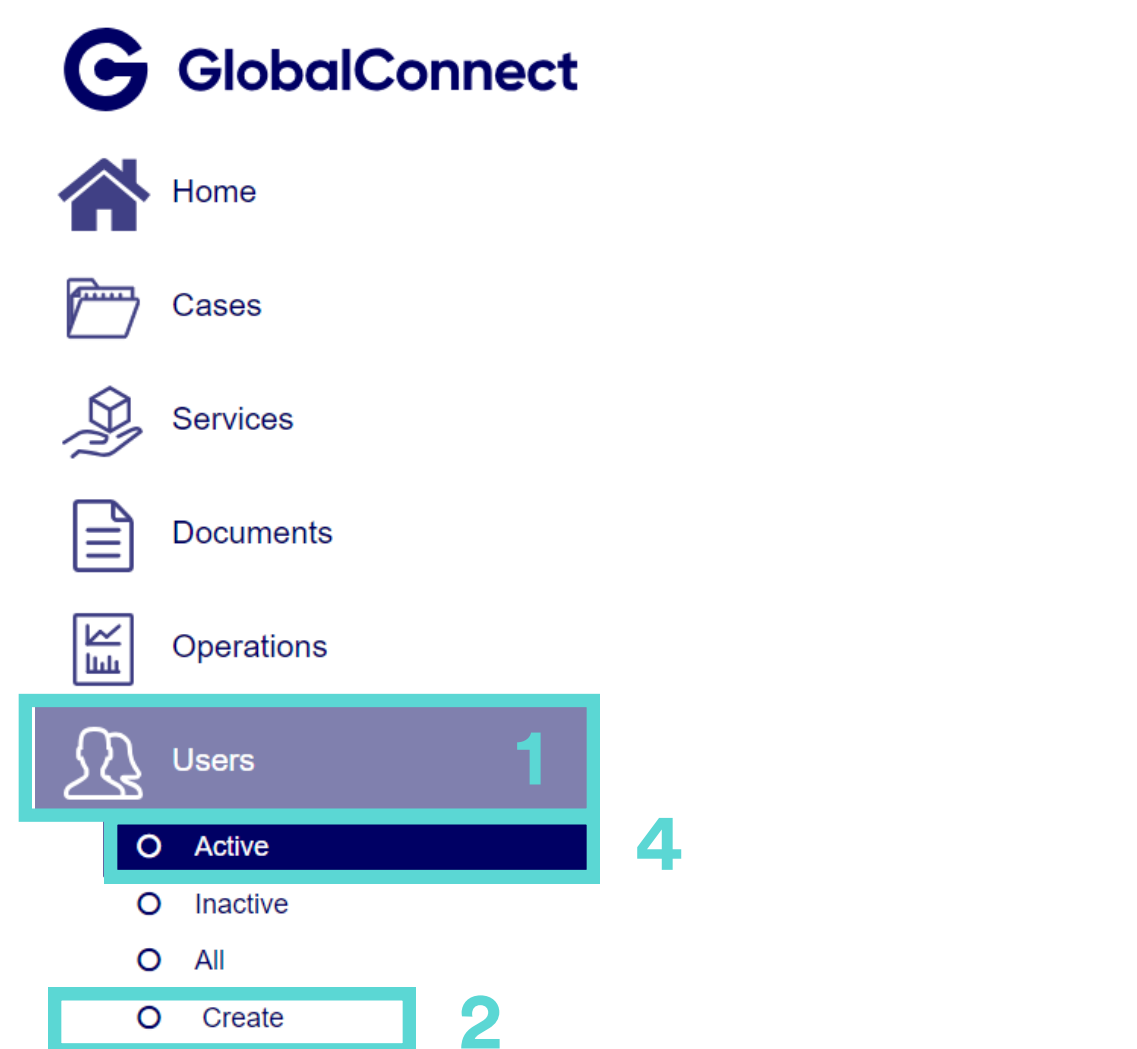 GlobalConnect
Home
Cases
Services
Documents
Operations
Users 1
Active 4
Inactive
All
Create 2